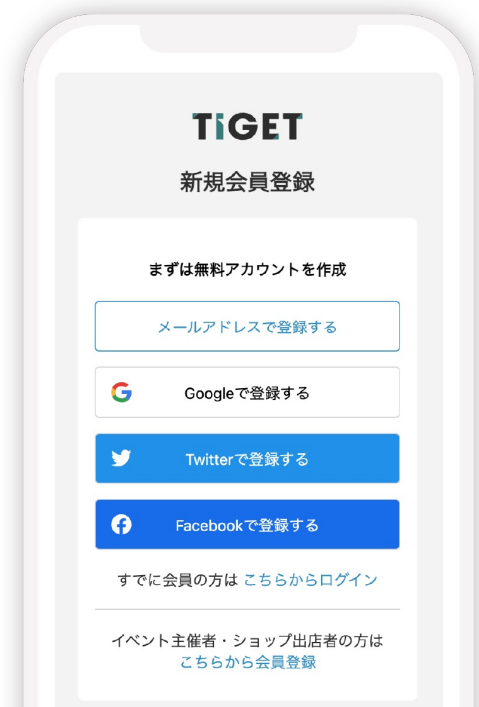 TiGET
新規会員登録
まずは無料アカウントを作成
メールアドレスで登録する
Googleで登録する
Twitterで登録する
Facebookで登録する
すでに会員の方は こちらからログイン
イベント主催者・ショップ出店者の方は
こちらから会員登録